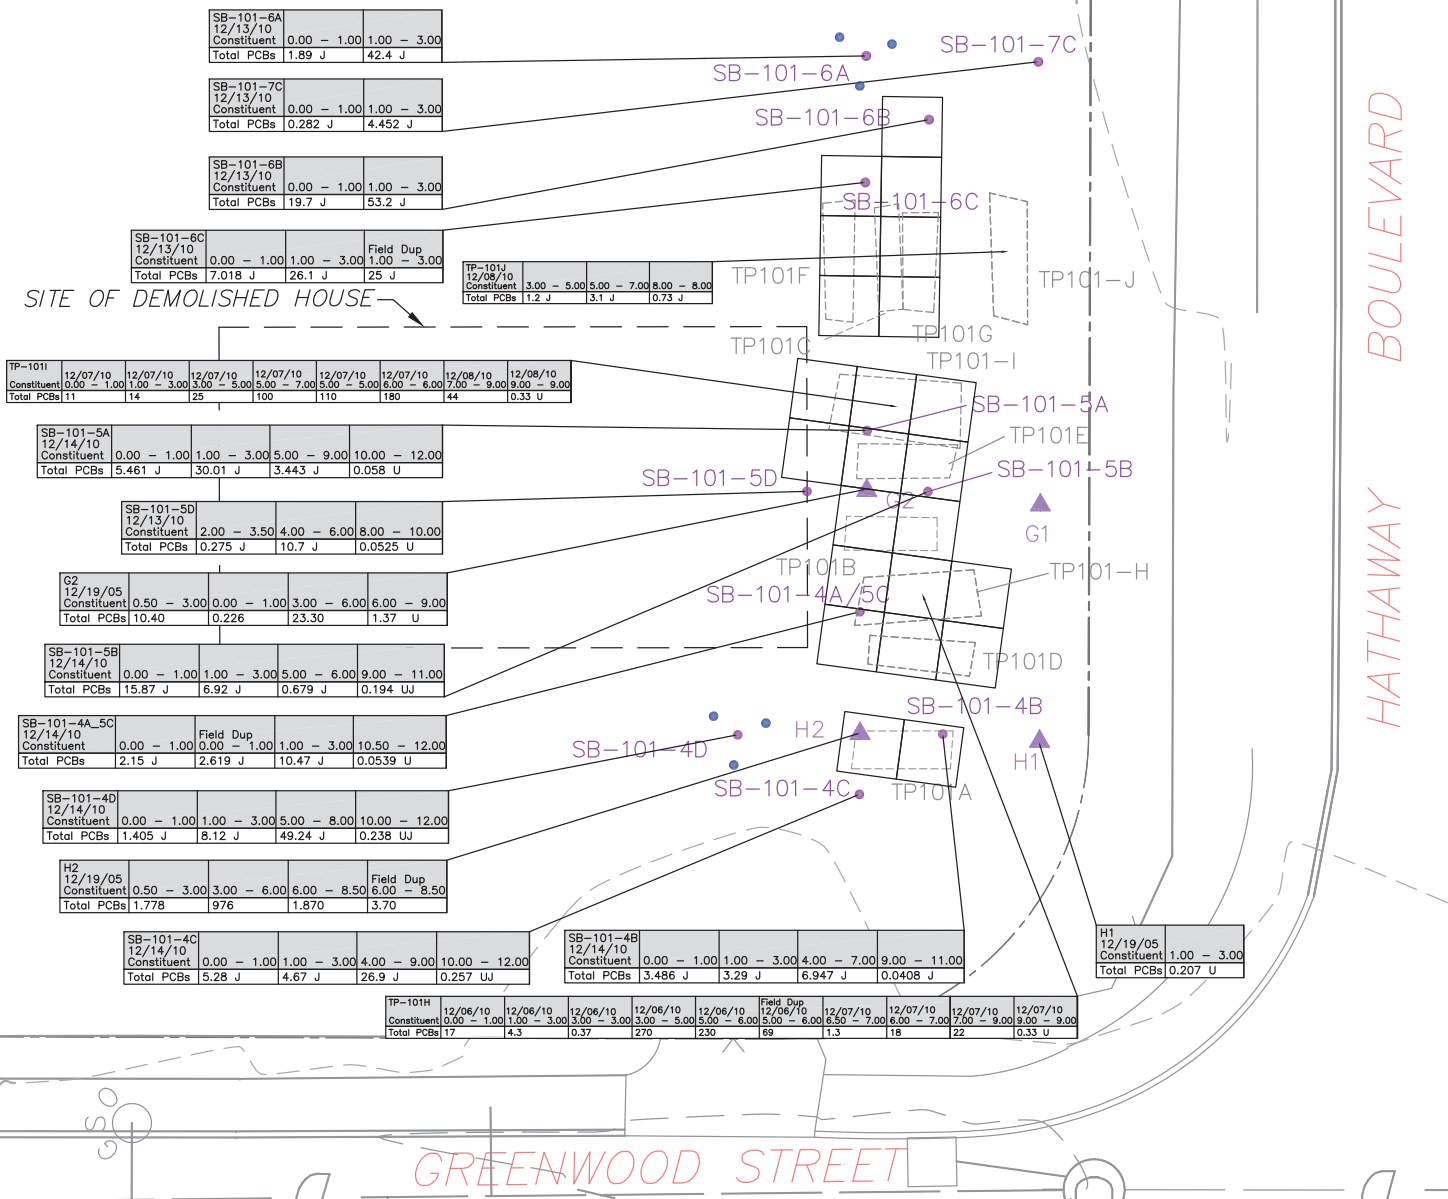 SB-101-6A
12/13/10
Constituent 0.00 - 1.00 1.00 - 3.00
Total PCBs 1.89 J 42.4 J
SB-101-7C
12/13/10
Constituent 0.00 - 1.00 1.00 - 3.00
Total PCBs 0.282 J 4.452 J
SB-101-6B
12/13/10
Constituent 0.00 - 1.00 1.00 - 3.00
Total PCBs 19.7 J 53.2 J
SB-101-6C
12/13/10 Field Dup
Constituent 0.00 - 1.00 1.00 - 3.00 1.00 - 3.00
Total PCBs 7.018 J 26.1 J 25 J
TP-101J
12/08/10
Constituent 3.00 - 5.00 5.00 - 7.00 8.00 - 8.00
Total PCBs 1.2 J 3.1 J 0.73 J
SITE OF DEMOLISHED HOUSE
TP-101I
12/07/10 12/07/10 12/07/10 12/07/10 12/07/10 12/07/10 12/08/10 12/08/10
Constituent 0.00 - 1.00 1.00 - 3.00 3.00 - 5.00 5.00 - 7.00 5.00 - 5.00 6.00 - 6.00 7.00 - 9.00 9.00 - 9.00
Total PCBs 11 14 25 100 110 180 44 0.33 U
SB-101-5A
12/14/10
Constituent 0.00 - 1.00 1.00 - 3.00 5.00 - 9.00 10.00 - 12.00
Total PCBs 5.461 J 30.01 J 3.443 J 0.058 U
SB-101-5D
12/13/10
Constituent 2.00 - 3.50 4.00 - 6.00 8.00 - 10.00
Total PCBs 0.275 J 10.7 J 0.0525 U
G2
12/19/05
Constituent 0.50 - 3.00 0.00 - 1.00 3.00 - 6.00 6.00 - 9.00
Total PCBs 10.40 0.226 23.30 1.37 U
SB-101-5B
12/14/10
Constituent 0.00 - 1.00 1.00 - 3.00 5.00 - 6.00 9.00 - 11.00
Total PCBs 15.87 J 6.92 J 0.679 J 0.194 UJ
SB-101-4A_5C
12/14/10 Field Dup
Constituent 0.00 - 1.00 0.00 - 1.00 1.00 - 3.00 10.50 - 12.00
Total PCBs 2.15 J 2.619 J 10.47 J 0.0539 U
SB-101-4D
12/14/10
Constituent 0.00 - 1.00 1.00 - 3.00 5.00 - 8.00 10.00 - 12.00
Total PCBs 1.405 J 8.12 J 49.24 J 0.238 UJ
H2
12/19/05 Field Dup
Constituent 0.50 - 3.00 3.00 - 6.00 6.00 - 8.50 6.00 - 8.50
Total PCBs 1.778 976 1.870 3.70
SB-101-4C
12/14/10
Constituent 0.00 - 1.00 1.00 - 3.00 4.00 - 9.00 10.00 - 12.00
Total PCBs 5.28 J 4.67 J 26.9 J 0.257 UJ
SB-101-4B
12/14/10
Constituent 0.00 - 1.00 1.00 - 3.00 4.00 - 7.00 9.00 - 11.00
Total PCBs 3.486 J 3.29 J 6.947 J 0.0408 J
H1
12/19/05
Constituent 1.00 - 3.00
Total PCBs 0.207 U
TP-101H Field Dup
12/06/10 12/06/10 12/06/10 12/06/10 12/06/10 12/06/10 12/07/10 12/07/10 12/07/10 12/07/10
Constituent 0.00 - 1.00 1.00 - 3.00 3.00 - 3.00 3.00 - 5.00 5.00 - 6.00 5.00 - 6.00 6.50 - 7.00 6.00 - 7.00 7.00 - 9.00 9.00 - 9.00
Total PCBs 17 4.3 0.37 270 230 69 1.3 18 22 0.33 U
SB-101-7C
SB-101-6A
SB-101-6B
SB-101-6C
TP101F
TP101-J
TP101G
TP101C
TP101-I
SB-101-5A
TP101E
SB-101-5B
SB-101-5D
G2
G1
TP101B
TP101-H
SB-101-4A/5C
TP101D
SB-101-4B
H2
SB-101-4D
H1
SB-101-4C
TP101A
HATHAWAY BOULEVARD
GREENWOOD STREET
CSO